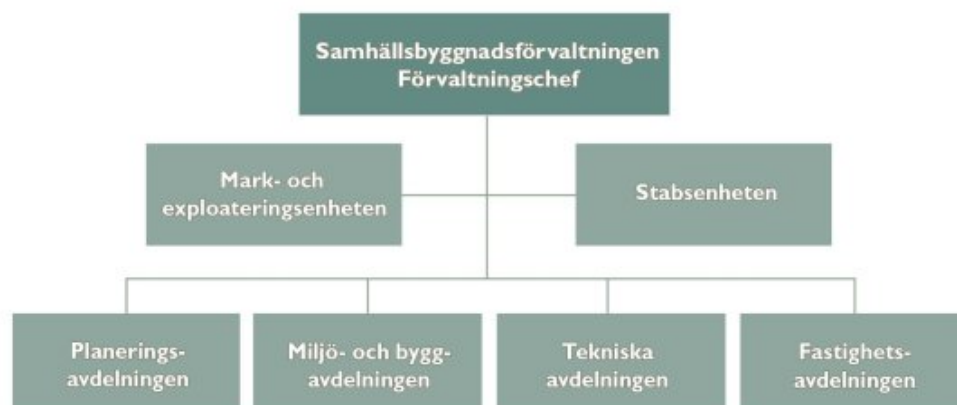 Samhällsbyggnadsförvaltningen
Förvaltningschef
Mark- och
exploateringsenheten
Stabsenheten
Planerings-
avdelningen
Miljö- och bygg-
avdelningen
Tekniska
avdelningen
Fastighets-
avdelningen